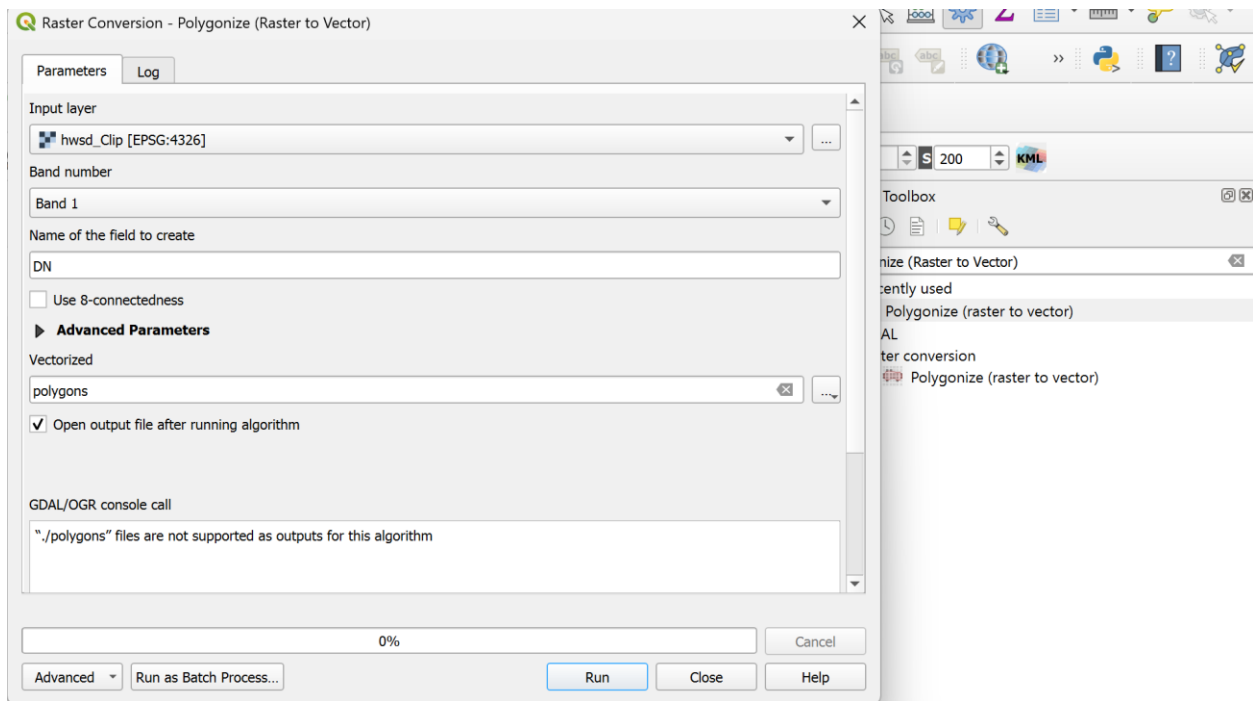 Raster Conversion - Polygonize (Raster to Vector)
Parameters Log
Input layer
hwsd_Clip [EPSG:4326]
...
Band number
Band 1
Name of the field to create
DN
Use 8-connectedness
Advanced Parameters
Vectorized
polygons
...
Open output file after running algorithm
GDAL/OGR console call
“./polygons” files are not supported as outputs for this algorithm
0%
Cancel
Advanced
Run as Batch Process...
Run
Close
Help
abc
abc
»
?
S 200
KML
Toolbox
nize (Raster to Vector)
cently used
Polygonize (raster to vector)
AL
ter conversion
Polygonize (raster to vector)